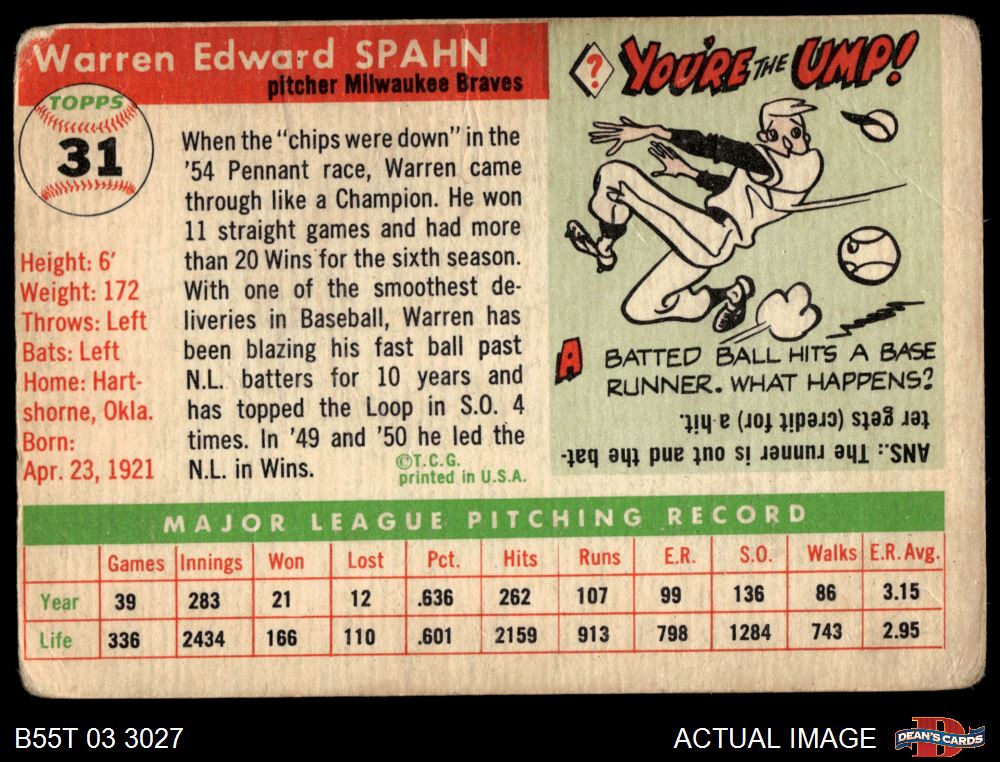 Warren Edward SPAHN
pitcher Milwaukee Braves
TOPPS
31
Height: 6'
Weight: 172
Throws: Left
Bats: Left
Home: Hart-
shorne, Okla.
Born:
Apr. 23, 1921
When the "chips were down" in the
'54 Pennant race, Warren came
through like a Champion. He won
11 straight games and had more
than 20 Wins for the sixth season.
With one of the smoothest de-
liveries in Baseball, Warren has
been blazing his fast ball past
N.L. batters for 10 years and
has topped the Loop in S.O. 4
times. In '49 and '50 he led the
N.L. in Wins.
©T.C.G.
printed in U.S.A.
? YOU'RE THE UMP!
A BATTED BALL HITS A BASE
RUNNER. WHAT HAPPENS?
ANS.: The runner is out and the bat-
ter gets (credit for) a hit.
MAJOR LEAGUE PITCHING RECORD
Games Innings Won Lost Pct. Hits Runs E.R. S.O. Walks E.R. Avg.
Year 39 283 21 12 .636 262 107 99 136 86 3.15
Life 336 2434 166 110 .601 2159 913 798 1284 743 2.95
B55T 03 3027
ACTUAL IMAGE
D
DEAN'S CARDS